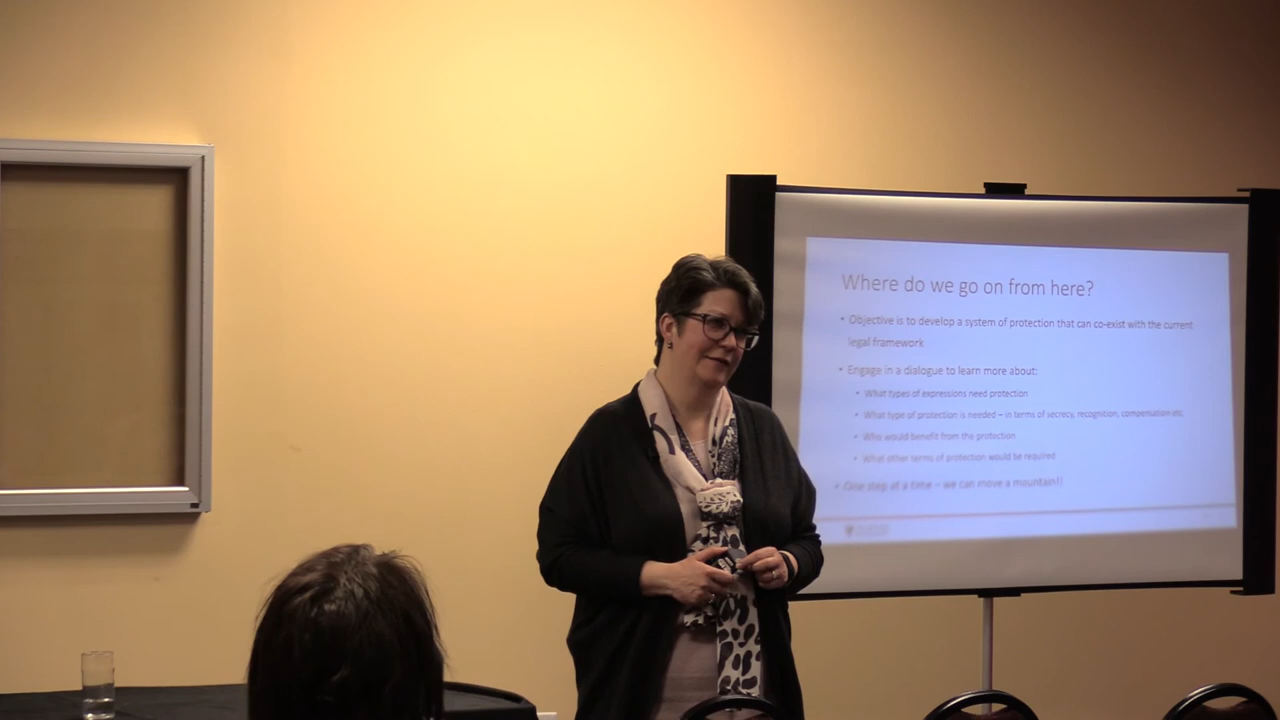 Where do we go on from here?
• Objective is to develop a system of protection that can co-exist with the current
legal framework
• Engage in a dialogue to learn more about:
• What types of expressions need protection
• What type of protection is needed – in terms of secrecy, recognition, compensation etc.
• Who would benefit from the protection
• What other terms of protection would be required
• One step at a time – we can move a mountain!!